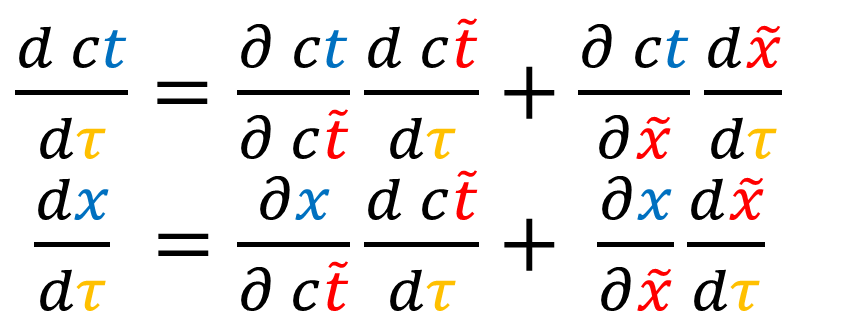 d ct/dτ = ∂ ct/∂ ct̃ d ct̃/dτ + ∂ ct/∂x̃ dx̃/dτ
dx/dτ = ∂x/∂ ct̃ d ct̃/dτ + ∂x/∂x̃ dx̃/dτ